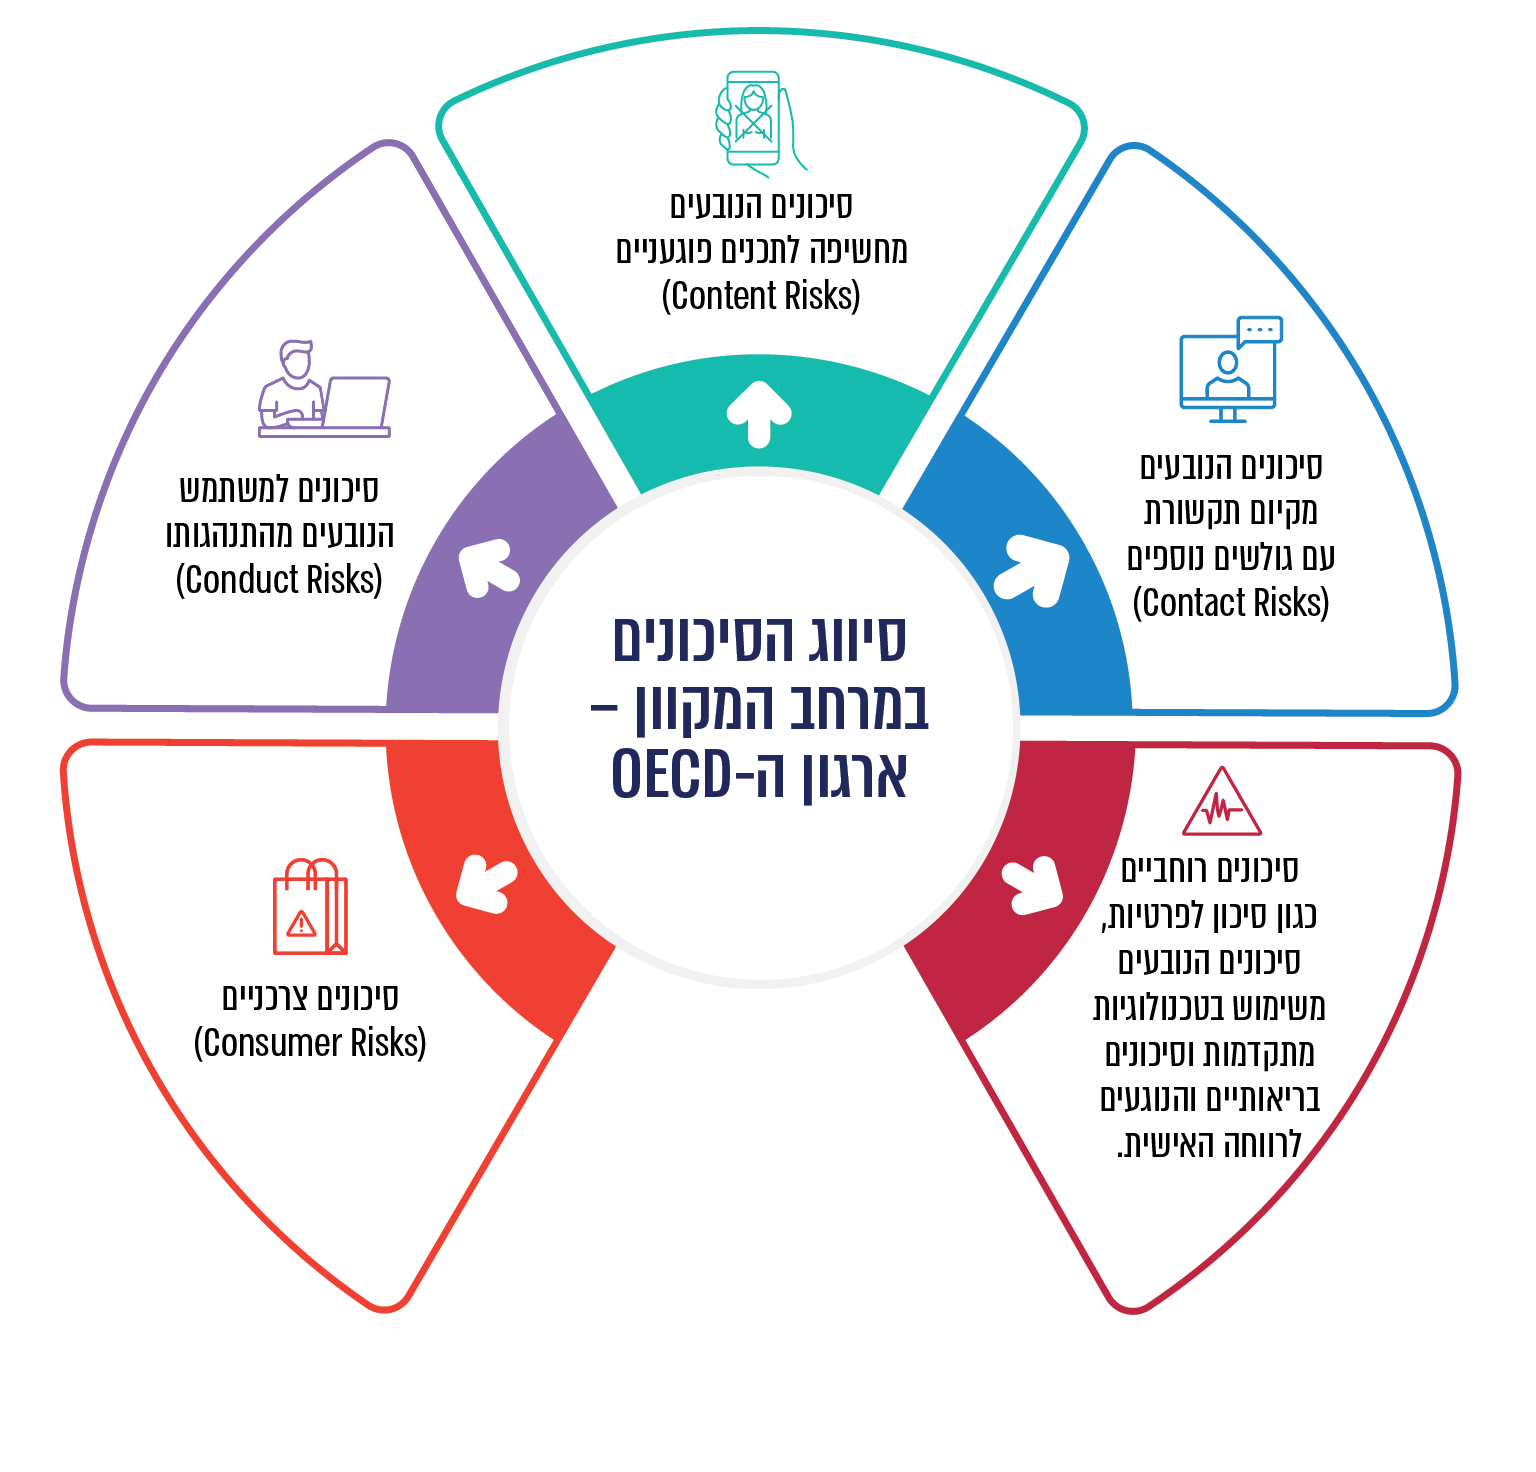 סיווג הסיכונים
במרחב המקוון –
ארגון ה-OECD
סיכונים הנובעים
מחשיפה לתכנים פוגעניים
(Content Risks)
סיכונים הנובעים
מקיום תקשורת
עם גולשים נוספים
(Contact Risks)
סיכונים רוחביים
כגון סיכון לפרטיות,
סיכונים הנובעים
משימוש בטכנולוגיות
מתקדמות וסיכונים
בריאותיים והנוגעים
לרווחה האישית.
סיכונים למשתמש
הנובעים מהתנהגותו
(Conduct Risks)
סיכונים צרכניים
(Consumer Risks)